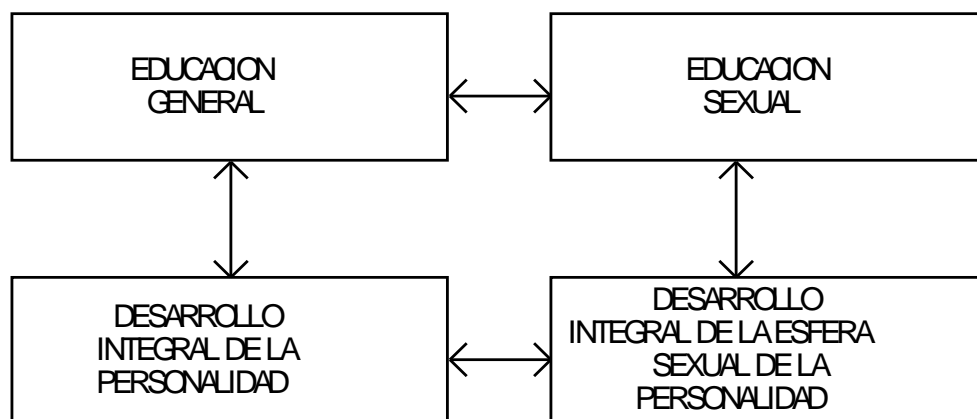 EDUCACION
GENERAL
EDUCACION
SEXUAL
DESARROLLO
INTEGRAL DE LA
PERSONALIDAD
DESARROLLO
INTEGRAL DE LA ESFERA
SEXUAL DE LA
PERSONALIDAD